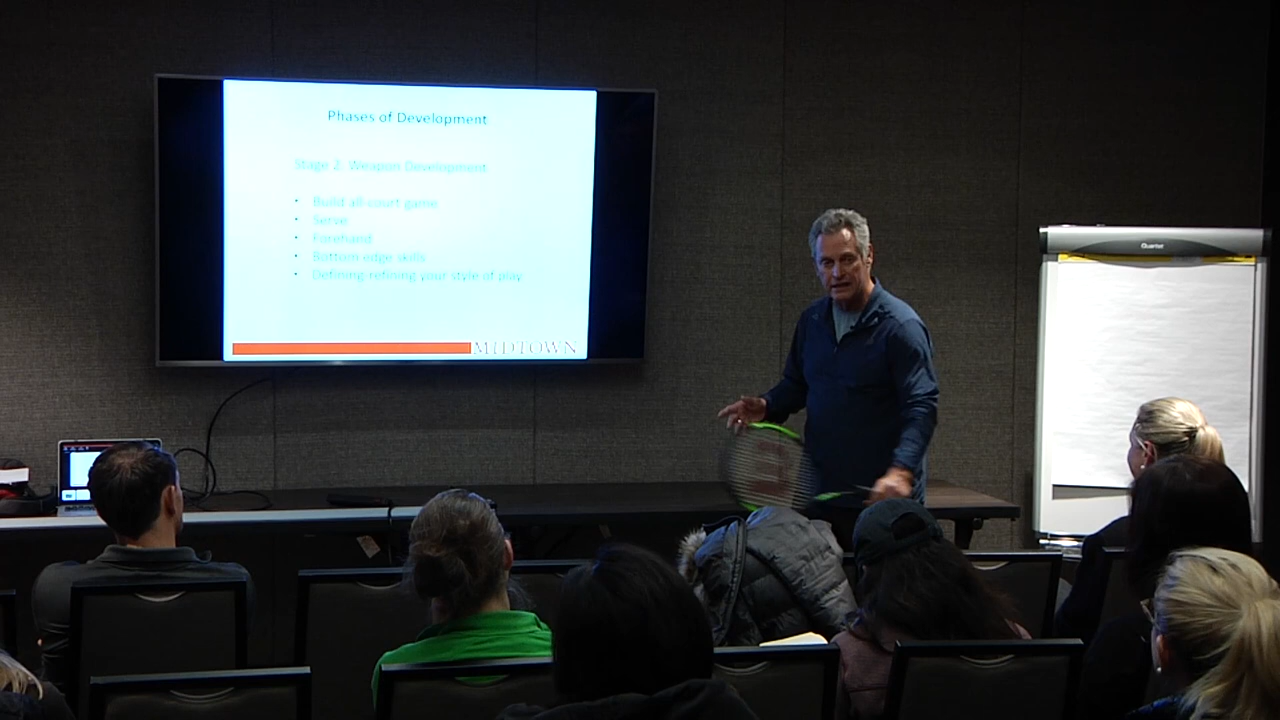 Phases of Development
Stage 2: Weapon Development
• Build all-court game
• Serve
• Forehand
• Bottom edge skills
• Defining-refining your style of play
MIDTOWN
Quartet